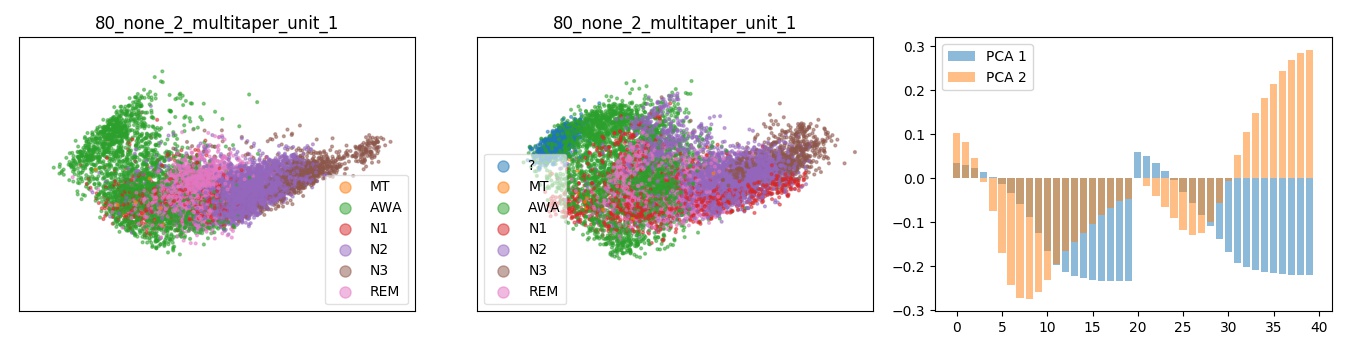 80_none_2_multitaper_unit_1
MT
AWA
N1
N2
N3
REM
80_none_2_multitaper_unit_1
?
MT
AWA
N1
N2
N3
REM
PCA 1
PCA 2
0.3
0.2
0.1
0.0
−0.1
−0.2
−0.3
0 5 10 15 20 25 30 35 40